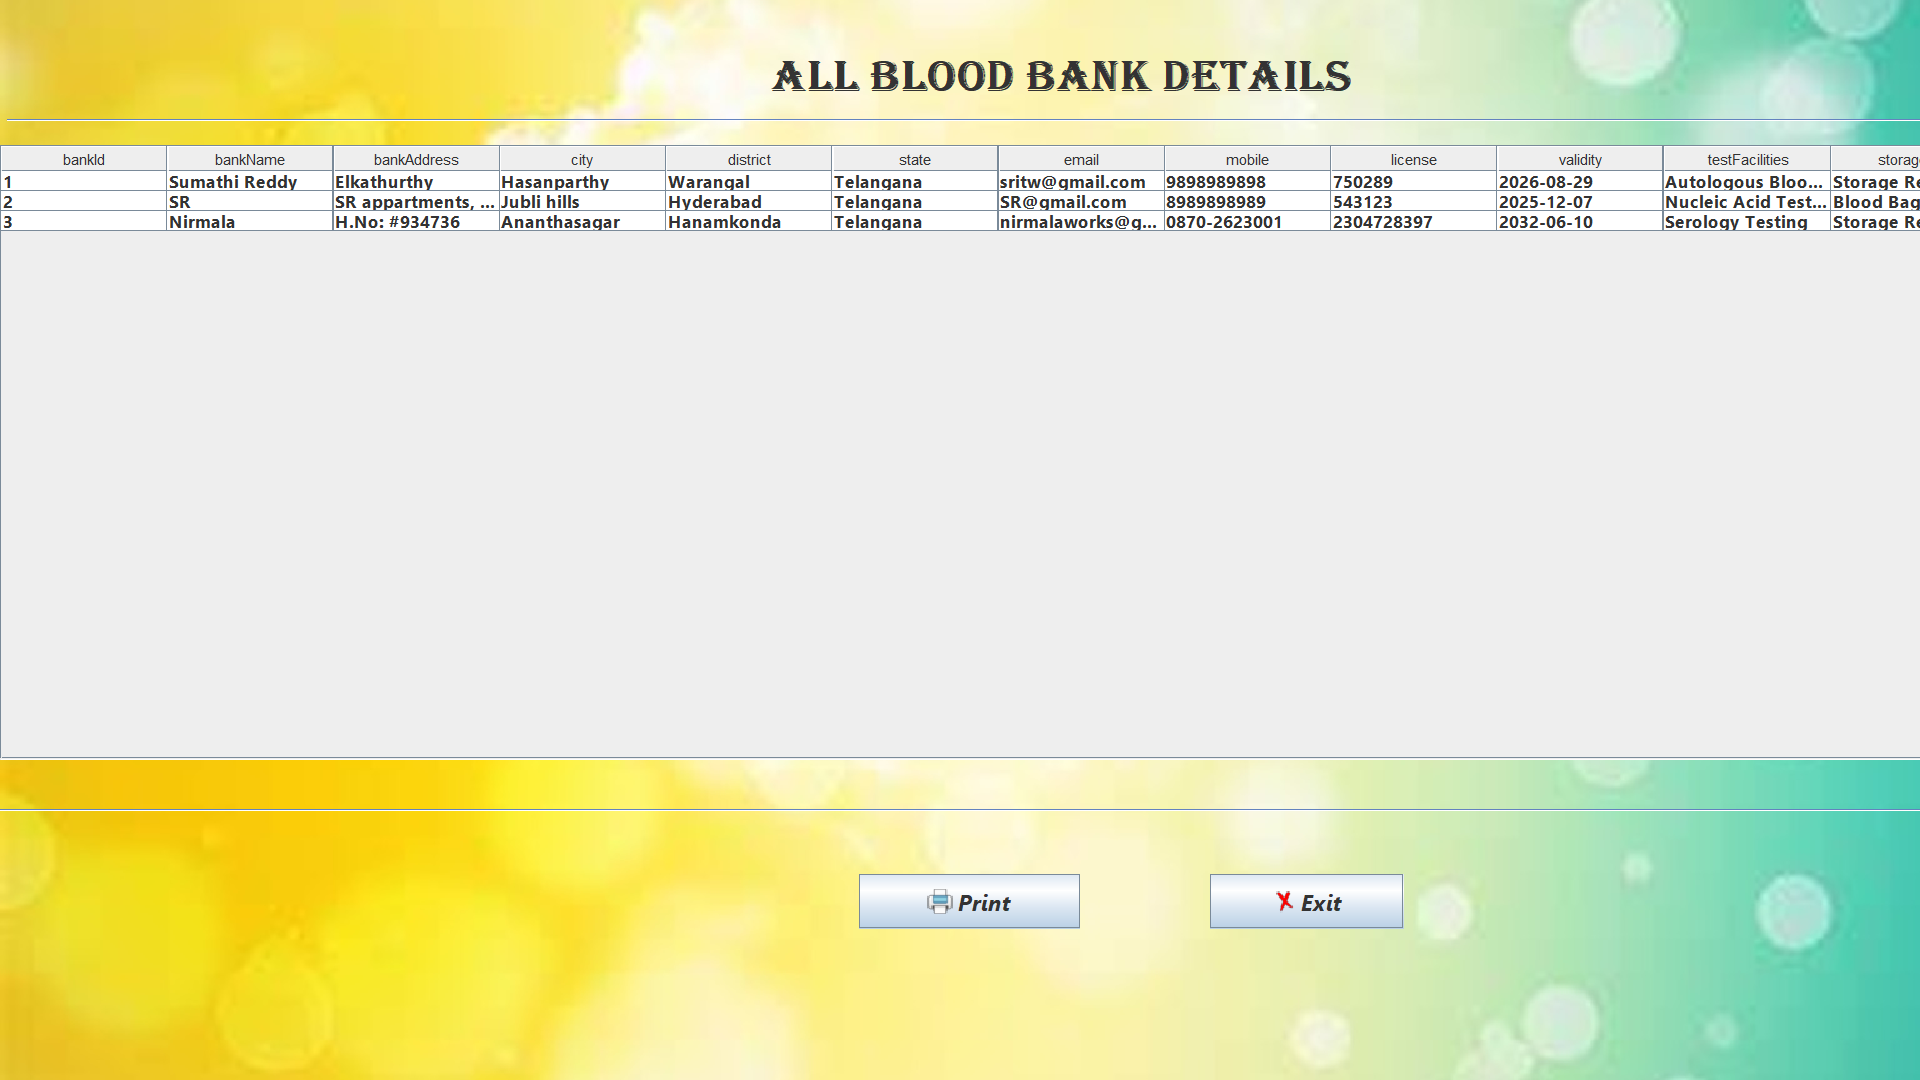 ALL BLOOD BANK DETAILS
bankId bankName bankAddress city district state email mobile license validity testFacilities storag
1 Sumathi Reddy Elkathurthy Hasanparthy Warangal Telangana sritw@gmail.com 9898989898 750289 2026-08-29 Autologous Bloo... Storage Re
2 SR SR appartments, ... Jubli hills Hyderabad Telangana SR@gmail.com 8989898989 543123 2025-12-07 Nucleic Acid Test... Blood Bag
3 Nirmala H.No: #934736 Ananthasagar Hanamkonda Telangana nirmalaworks@g... 0870-2623001 2304728397 2032-06-10 Serology Testing Storage Re
Print Exit